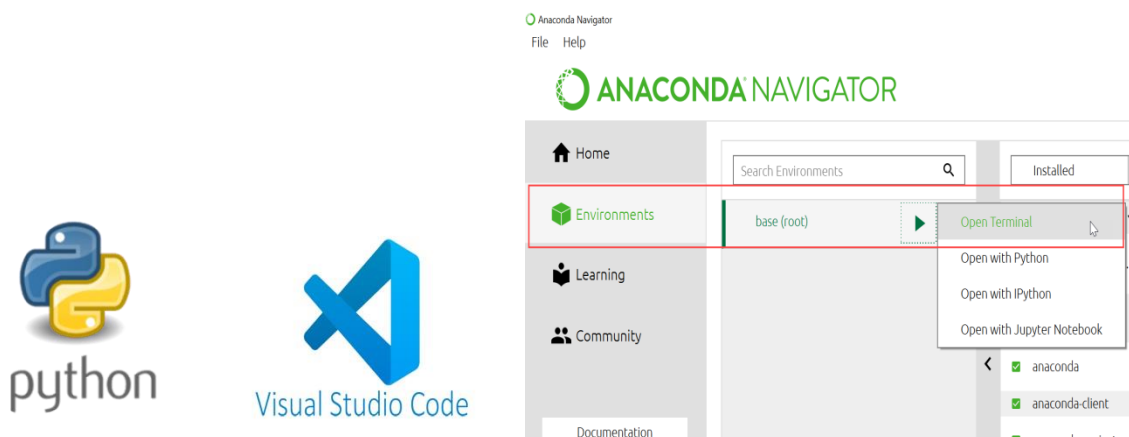 python
Visual Studio Code
Anaconda Navigator
File Help
ANACONDA NAVIGATOR
Home
Environments
Learning
Community
Documentation
Search Environments
base (root)
Installed
Open Terminal
Open with Python
Open with IPython
Open with Jupyter Notebook
anaconda
anaconda-client